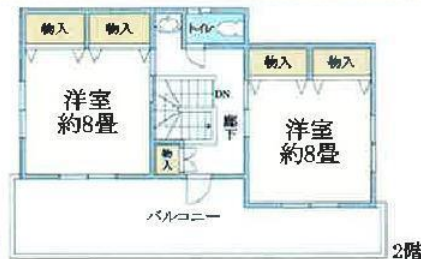 物入 物入 トイレ
物入 物入
洋室
約8畳
DN
廊下
洋室
約8畳
物入
バルコニー
2階